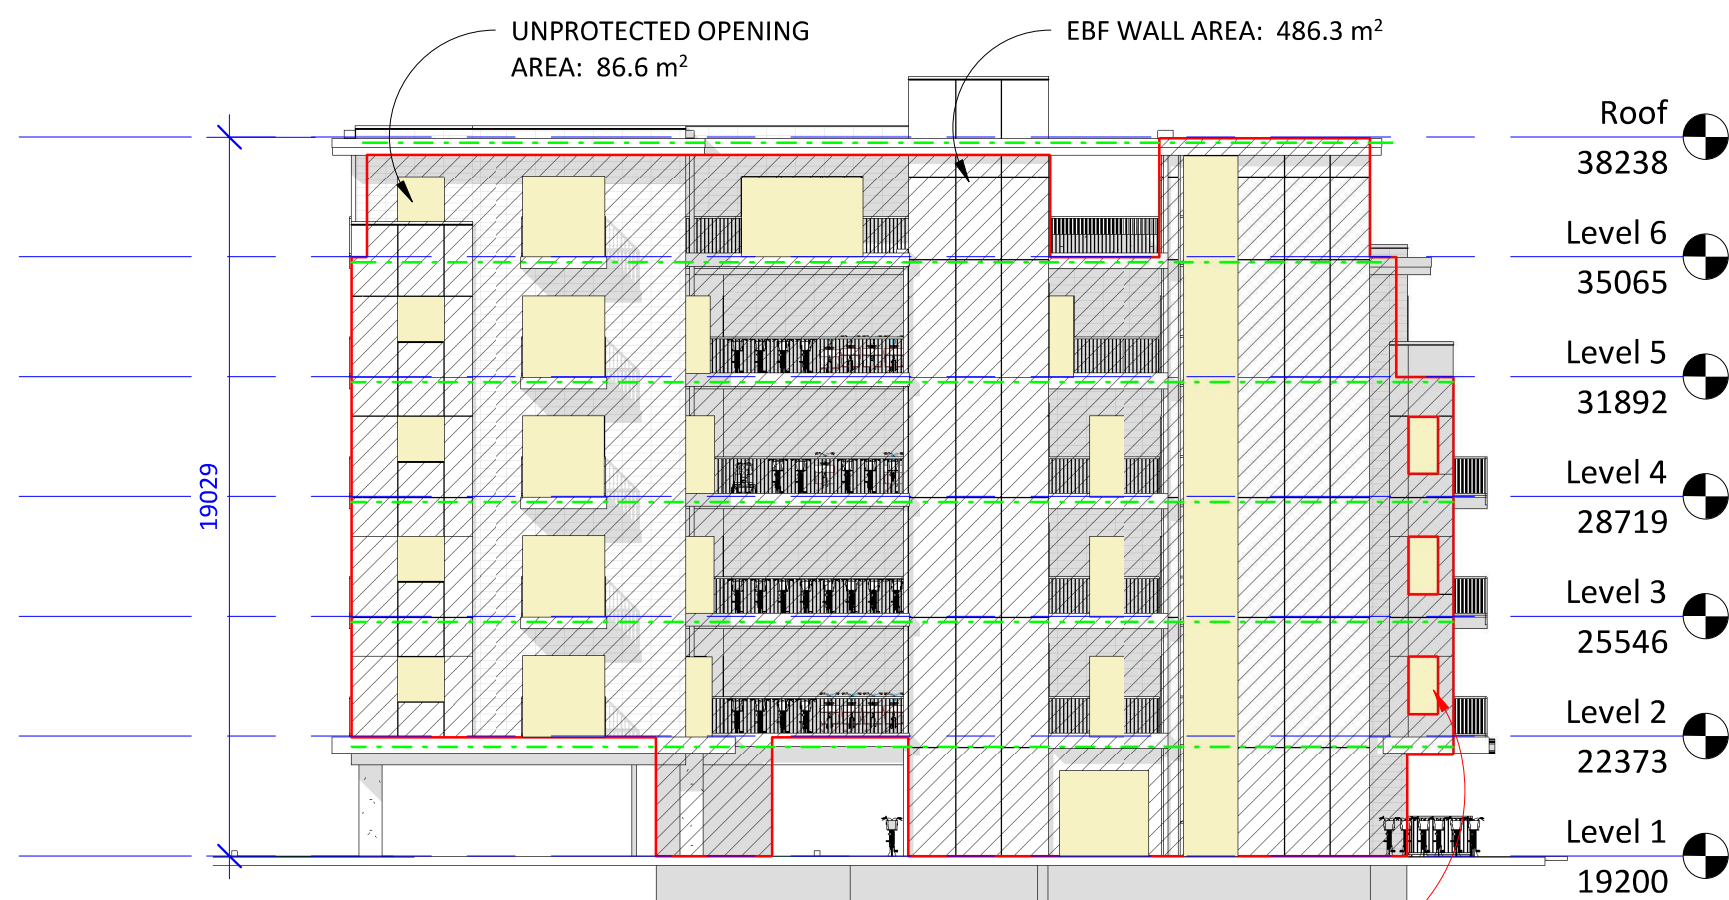 UNPROTECTED OPENING
AREA: 86.6 m²
EBF WALL AREA: 486.3 m²
Roof
38238
Level 6
35065
Level 5
31892
Level 4
28719
Level 3
25546
Level 2
22373
Level 1
19200
19029